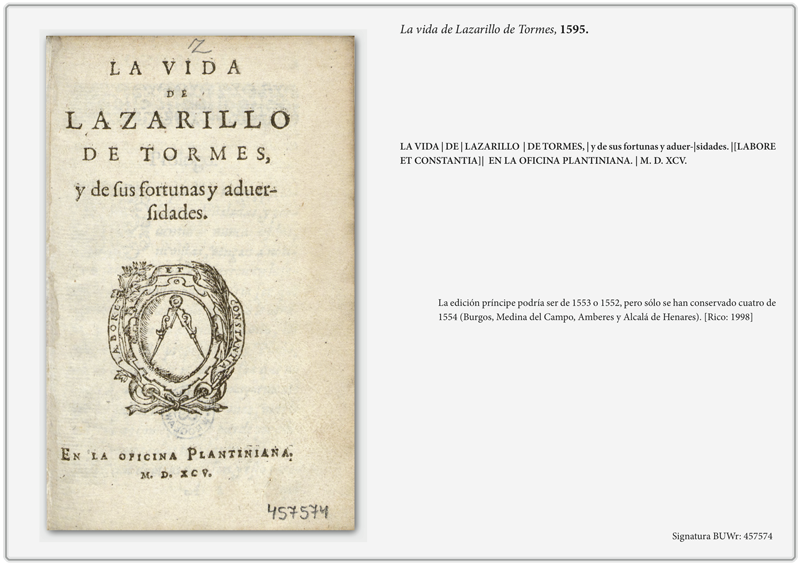 Z
LA VIDA
DE
LAZARILLO
DE TORMES,
y de ſus fortunas y aduer-
ſidades.
ET
LABORE
CONSTANTIA
EN LA OFICINA PLANTINIANA.
M. D. XCV.
457574
La vida de Lazarillo de Tormes, 1595.
LA VIDA | DE | LAZARILLO | DE TORMES, | y de sus fortunas y aduer-|sidades. |[LABORE
ET CONSTANTIA]| EN LA OFICINA PLANTINIANA. | M. D. XCV.
La edición príncipe podría ser de 1553 o 1552, pero sólo se han conservado cuatro de
1554 (Burgos, Medina del Campo, Amberes y Alcalá de Henares). [Rico: 1998]
Signatura BUWr: 457574